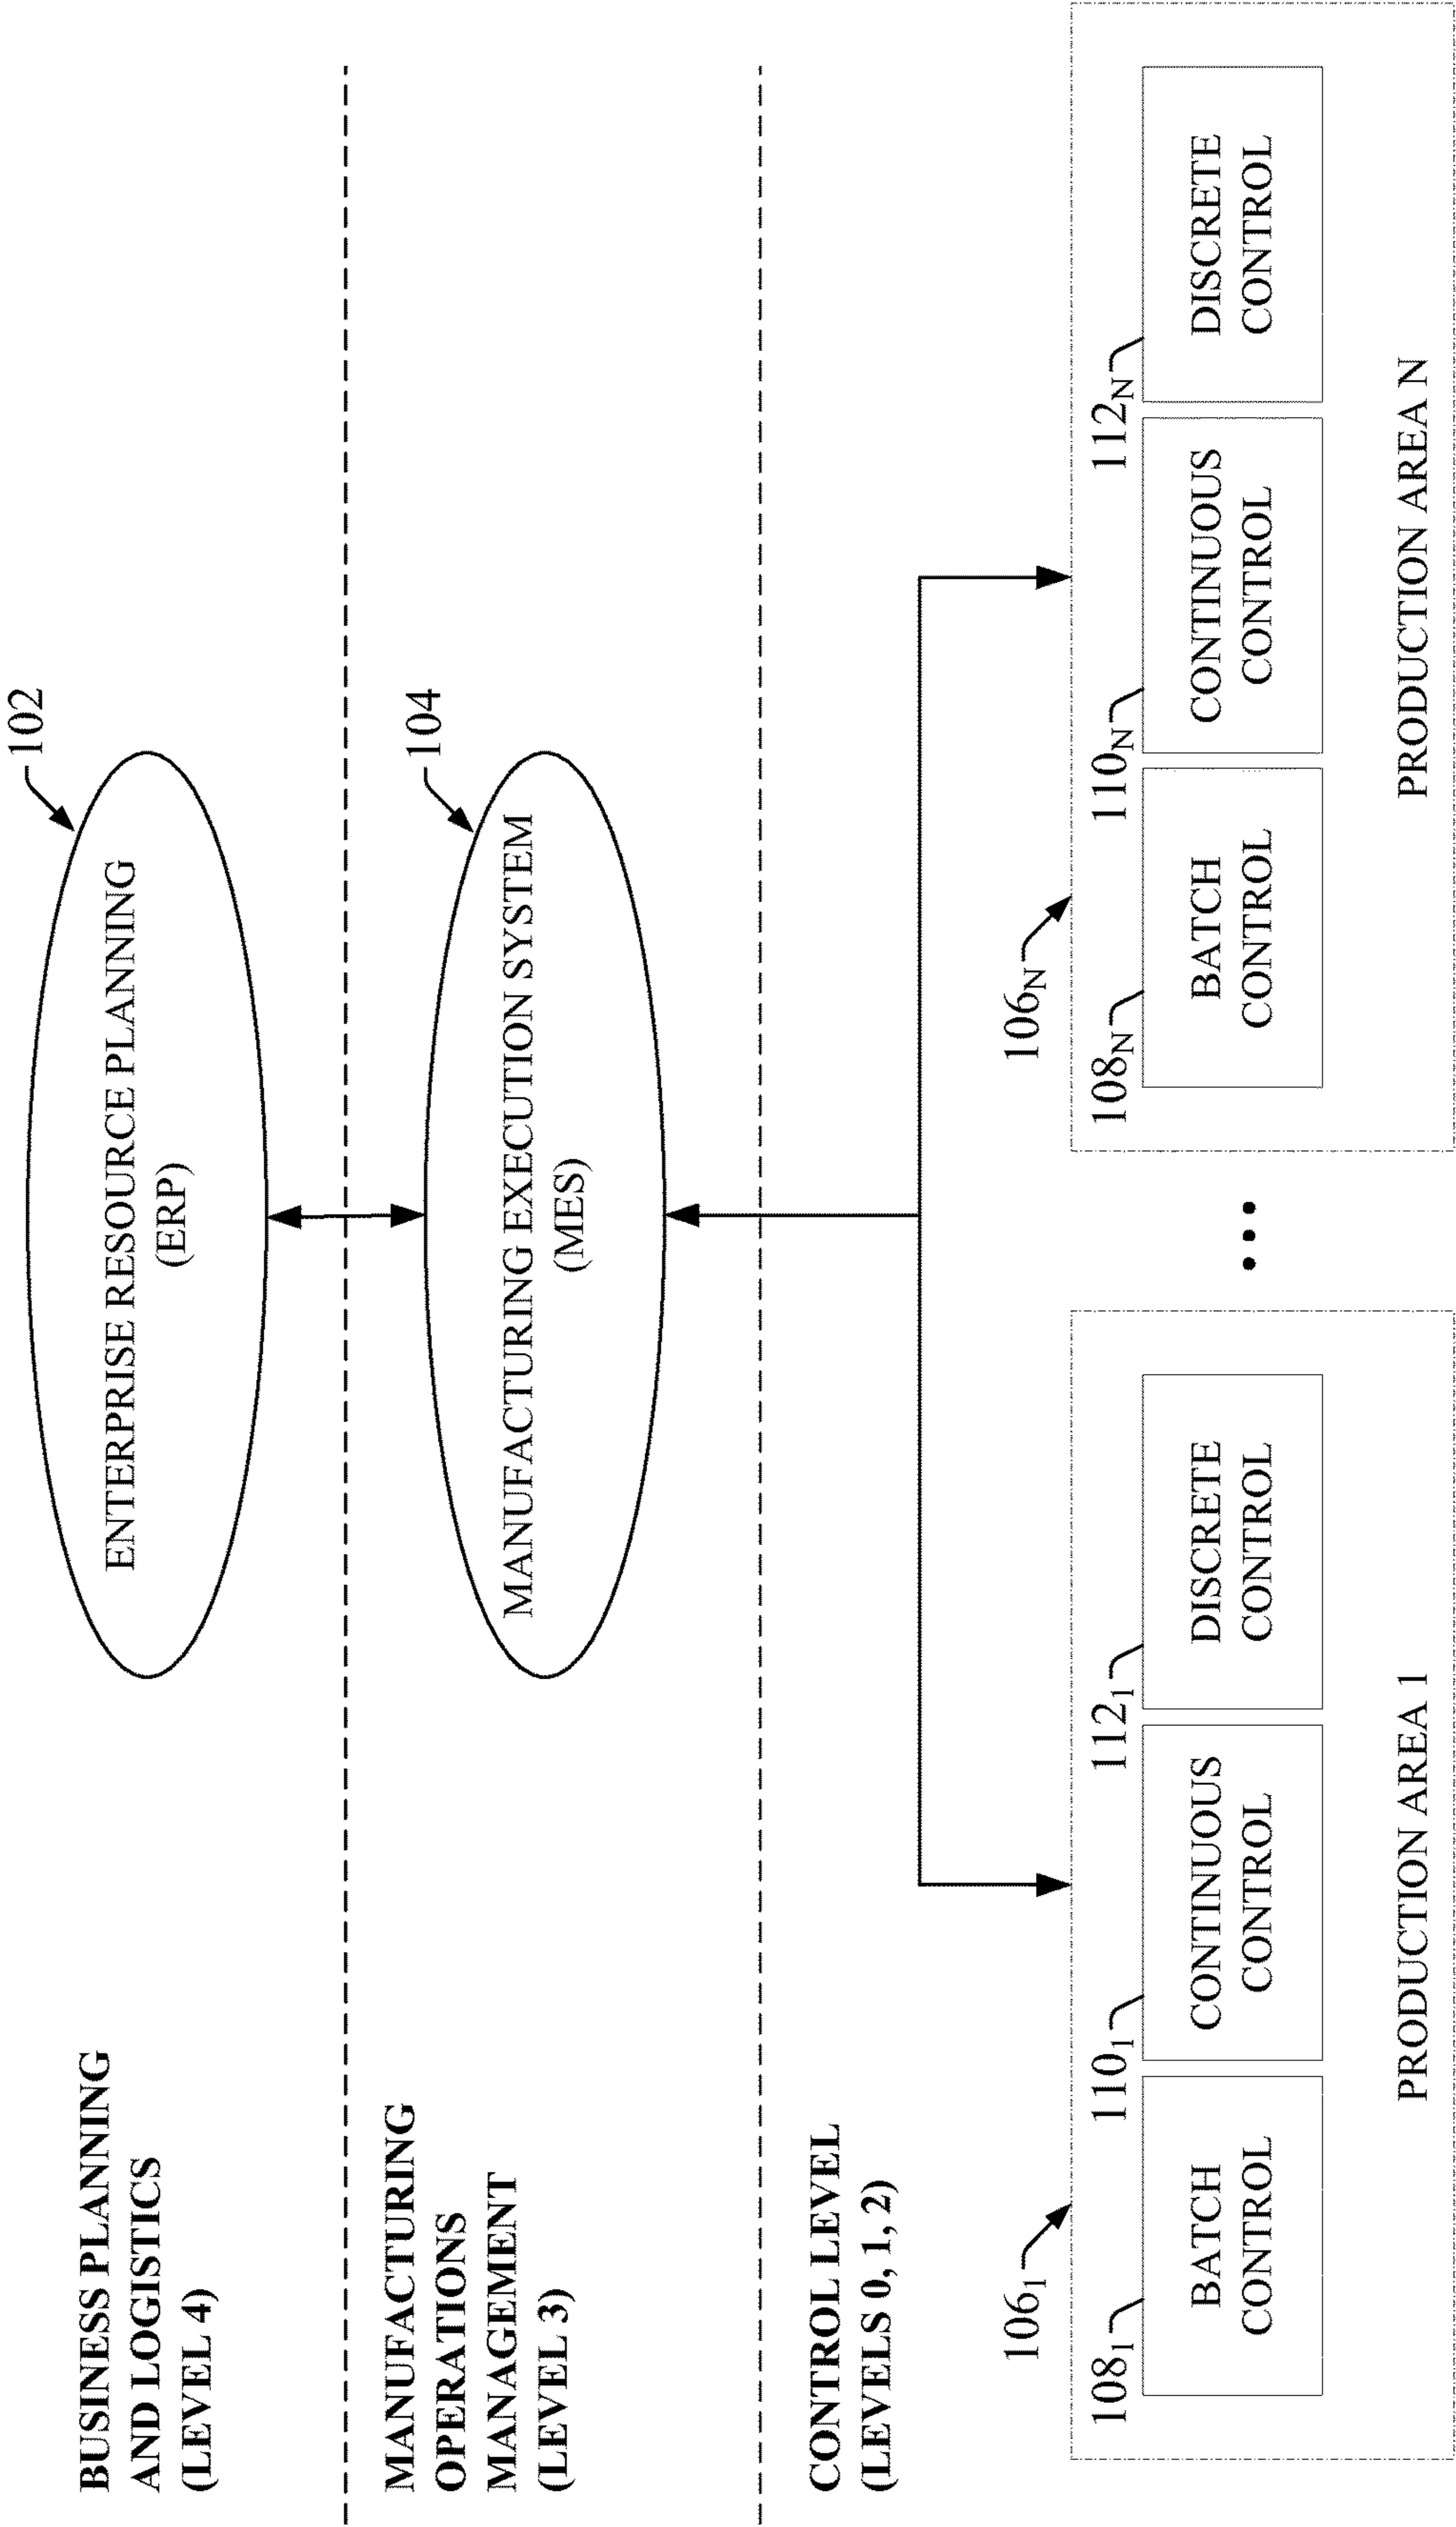 BUSINESS PLANNING
AND LOGISTICS
(LEVEL 4)
102
ENTERPRISE RESOURCE PLANNING
(ERP)
MANUFACTURING
OPERATIONS
MANAGEMENT
(LEVEL 3)
104
MANUFACTURING EXECUTION SYSTEM
(MES)
CONTROL LEVEL
(LEVELS 0, 1, 2)
106₁
108₁
110₁
112₁
BATCH
CONTROL
CONTINUOUS
CONTROL
DISCRETE
CONTROL
PRODUCTION AREA 1
...
106N
108N
110N
112N
BATCH
CONTROL
CONTINUOUS
CONTROL
DISCRETE
CONTROL
PRODUCTION AREA N